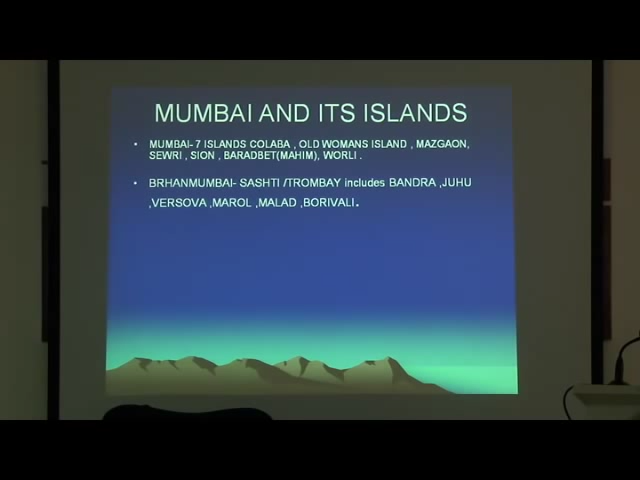 MUMBAI AND ITS ISLANDS
• MUMBAI- 7 ISLANDS COLABA , OLD WOMANS ISLAND , MAZGAON,
SEWRI , SION , BARADBET(MAHIM), WORLI .
• BRHANMUMBAI- SASHTI /TROMBAY includes BANDRA ,JUHU
,VERSOVA ,MAROL ,MALAD ,BORIVALI.